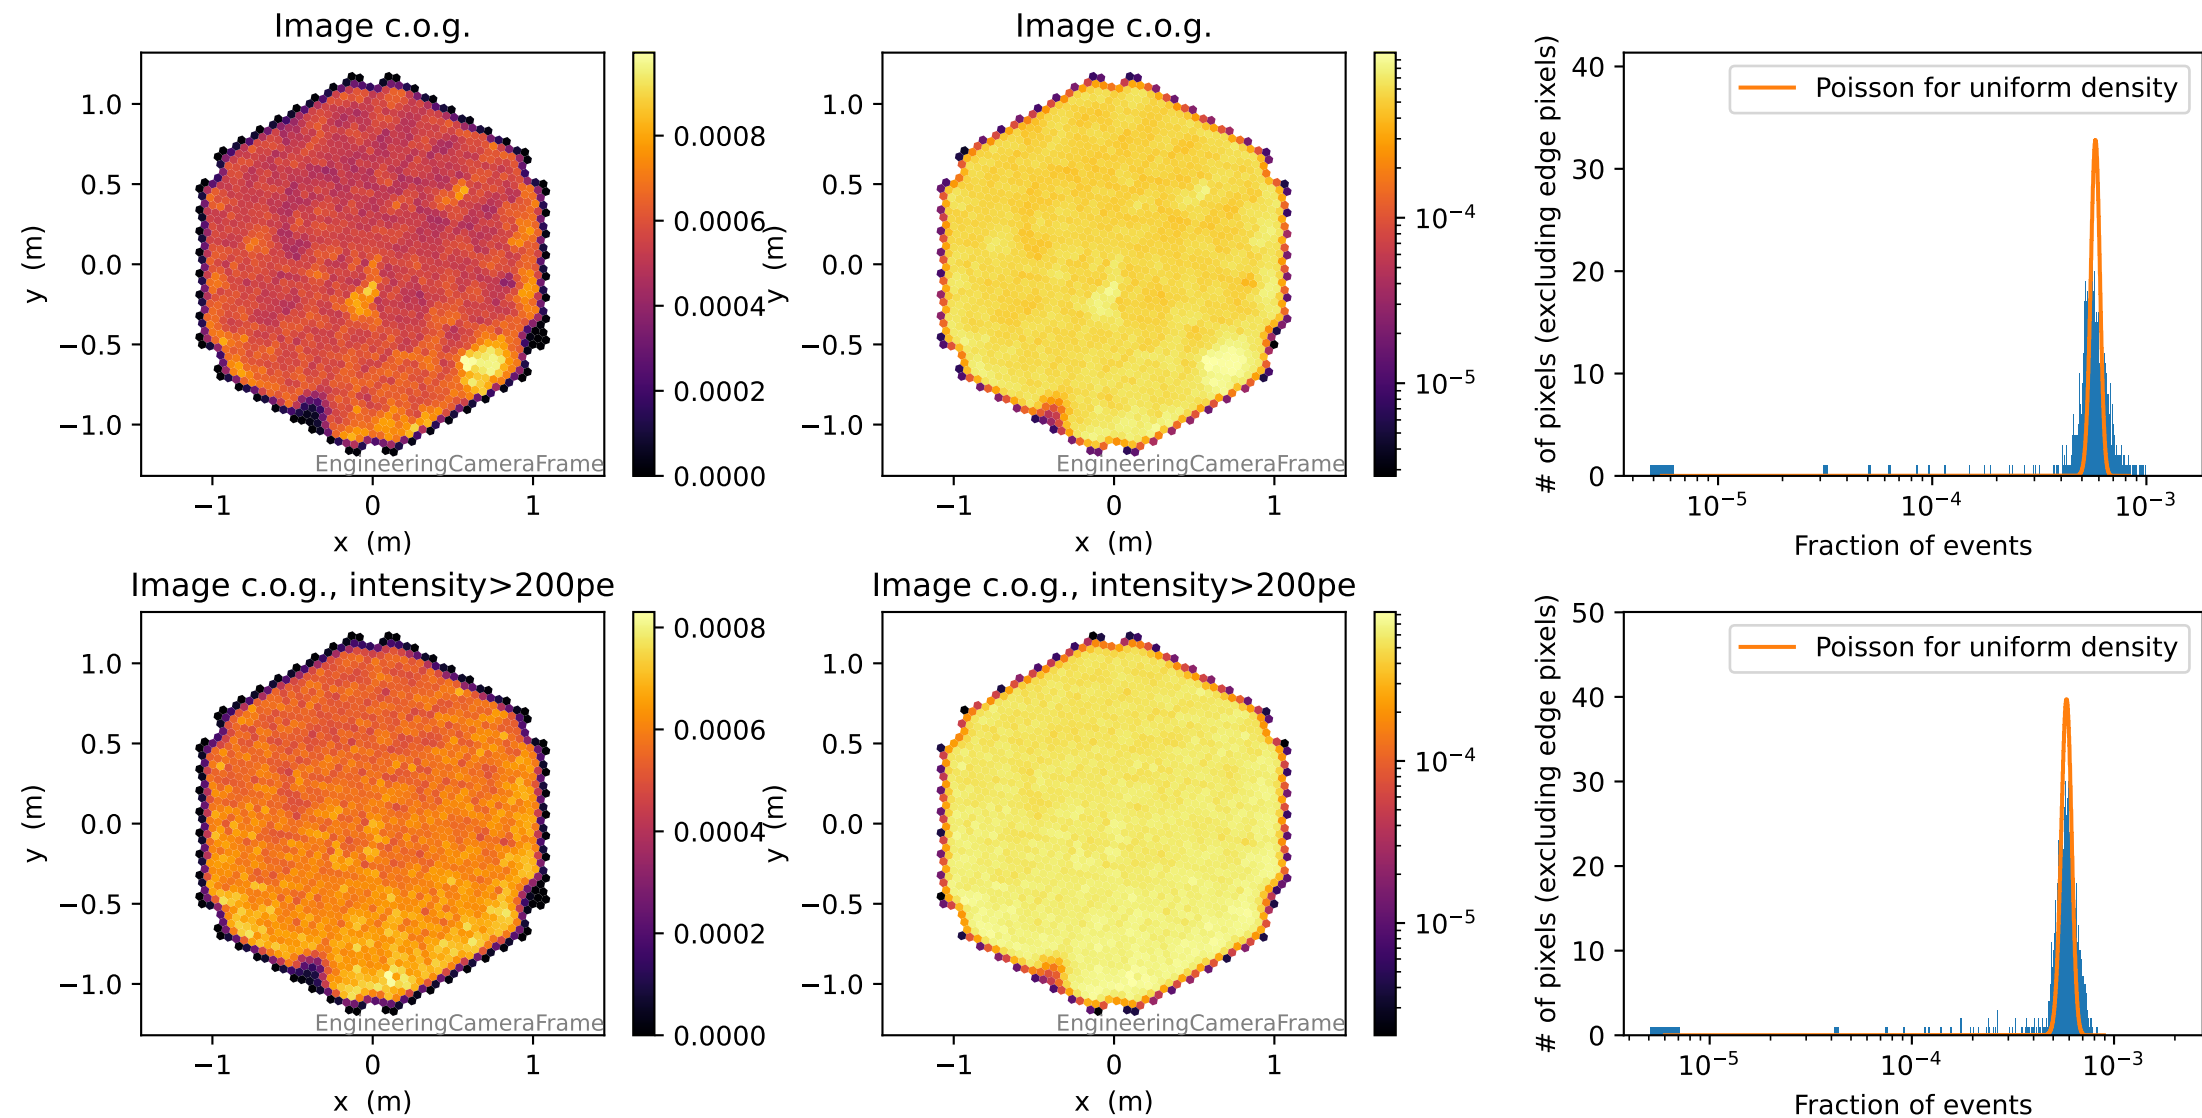 Image c.o.g.
1.0
0.5
0.0
−0.5
−1.0
y (m)
−1
0
1
x (m)
EngineeringCameraFrame
0.0008
0.0006
0.0004
0.0002
0.0000
Image c.o.g.
1.0
0.5
0.0
−0.5
−1.0
y (m)
−1
0
1
x (m)
EngineeringCameraFrame
10⁻⁴
10⁻⁵
# of pixels (excluding edge pixels)
40
30
20
10
0
Poisson for uniform density
10⁻⁵
10⁻⁴
10⁻³
Fraction of events
Image c.o.g., intensity>200pe
1.0
0.5
0.0
−0.5
−1.0
y (m)
−1
0
1
x (m)
EngineeringCameraFrame
0.0008
0.0006
0.0004
0.0002
0.0000
Image c.o.g., intensity>200pe
1.0
0.5
0.0
−0.5
−1.0
y (m)
−1
0
1
x (m)
EngineeringCameraFrame
10⁻⁴
10⁻⁵
# of pixels (excluding edge pixels)
50
40
30
20
10
0
Poisson for uniform density
10⁻⁵
10⁻⁴
10⁻³
Fraction of events